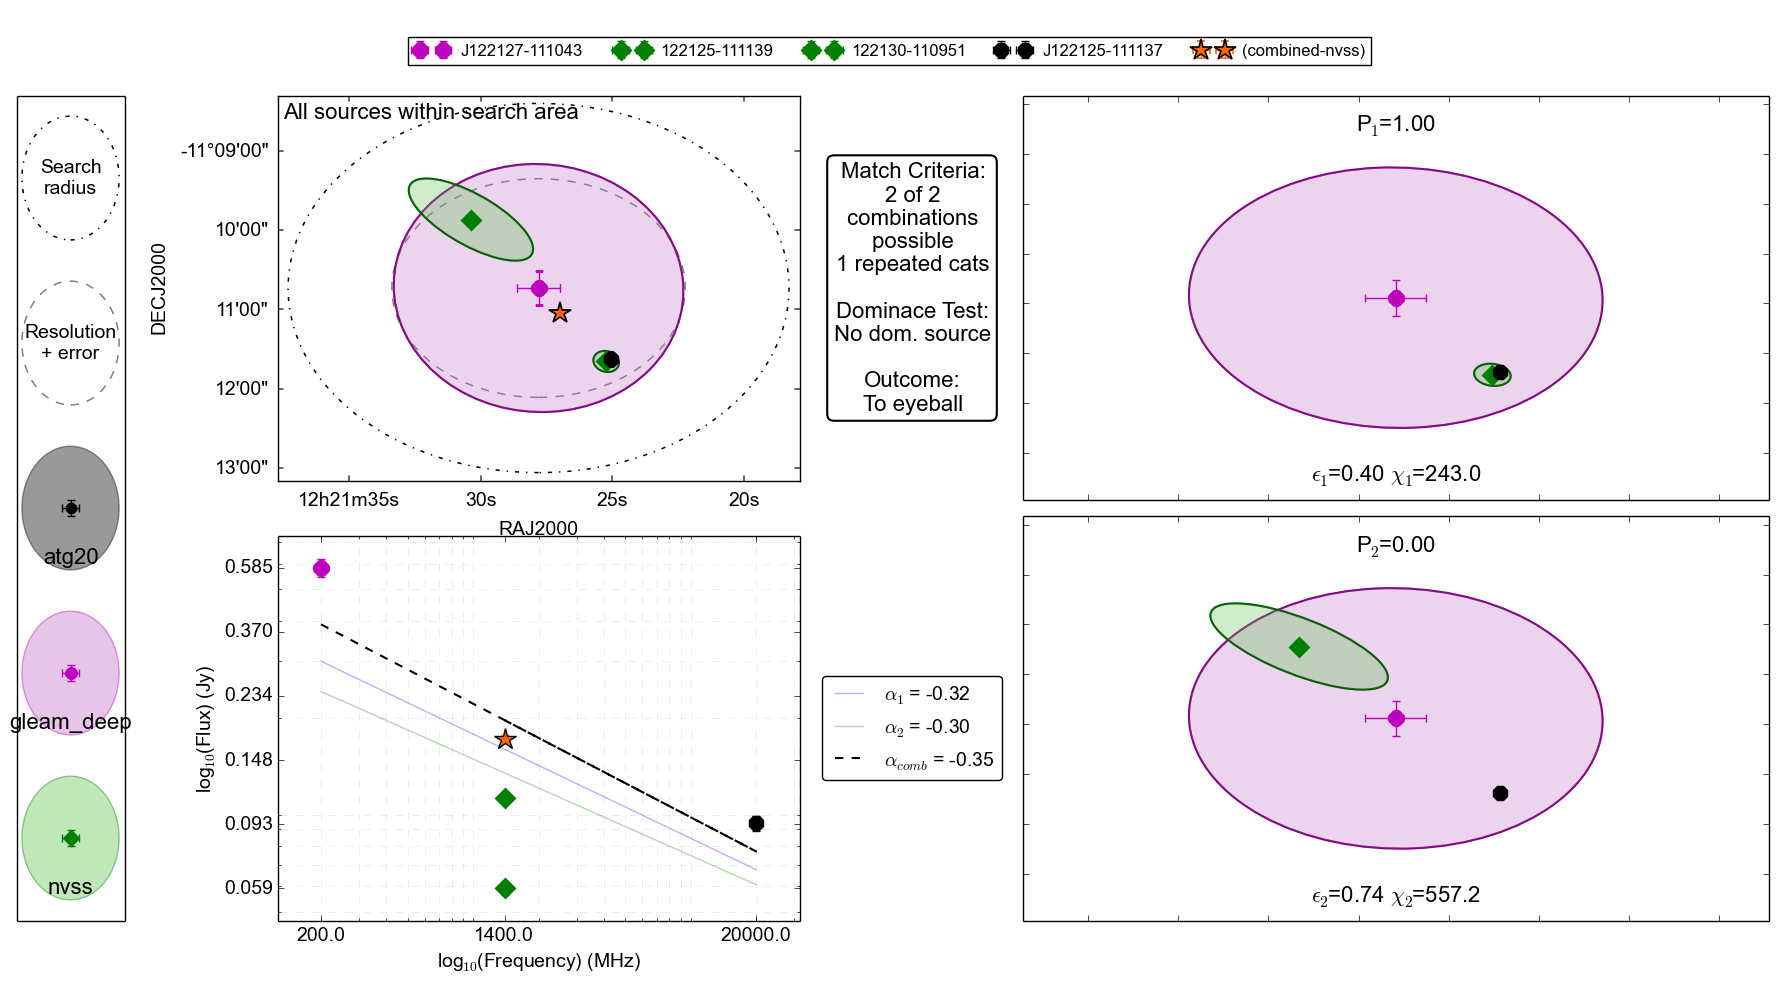 J122127-111043 122125-111139 122130-110951 J122125-111137 (combined-nvss)
Search
radius
Resolution
+ error
atg20
gleam_deep
nvss
All sources within search area
DECJ2000
-11°09'00"
10'00"
11'00"
12'00"
13'00"
12h21m35s 30s 25s 20s
RAJ2000
Match Criteria:
2 of 2
combinations
possible
1 repeated cats
Dominace Test:
No dom. source
Outcome:
To eyeball
P1=1.00
ϵ1=0.40 χ1=243.0
P2=0.00
ϵ2=0.74 χ2=557.2
log10(Flux) (Jy)
0.585
0.370
0.234
0.148
0.093
0.059
200.0 1400.0 20000.0
log10(Frequency) (MHz)
α1 = -0.32
α2 = -0.30
αcomb = -0.35